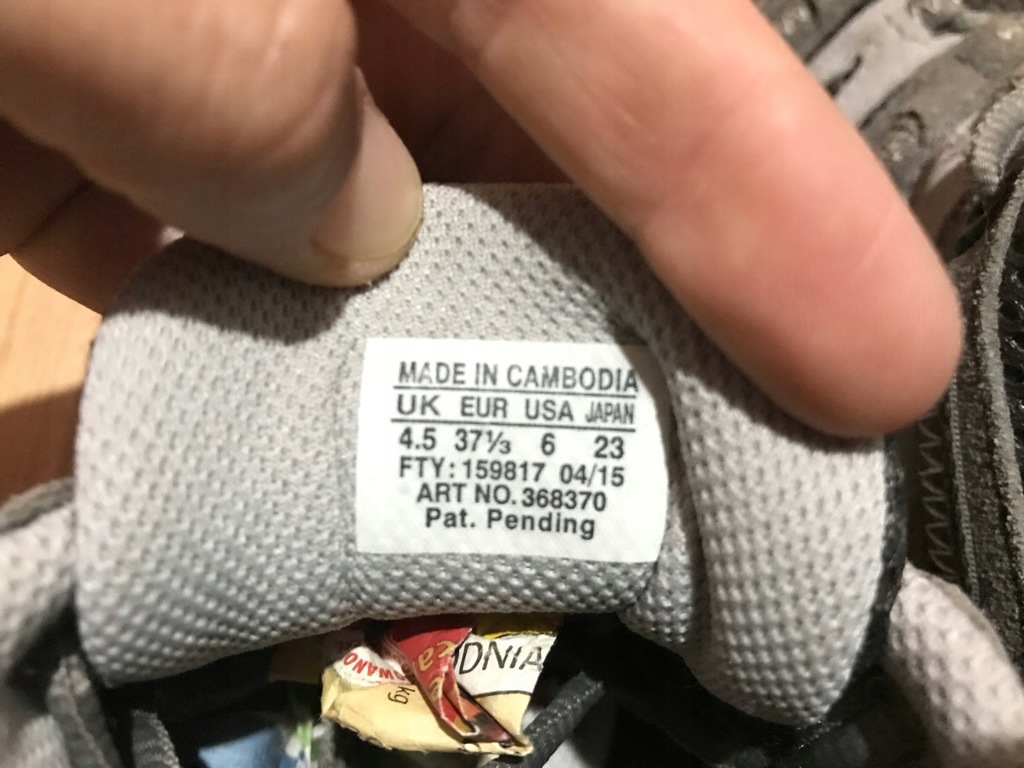 MADE IN CAMBODIA
UK EUR USA JAPAN
4.5 37⅓ 6 23
FTY: 159817 04/15
ART NO. 368370
Pat. Pending
kg